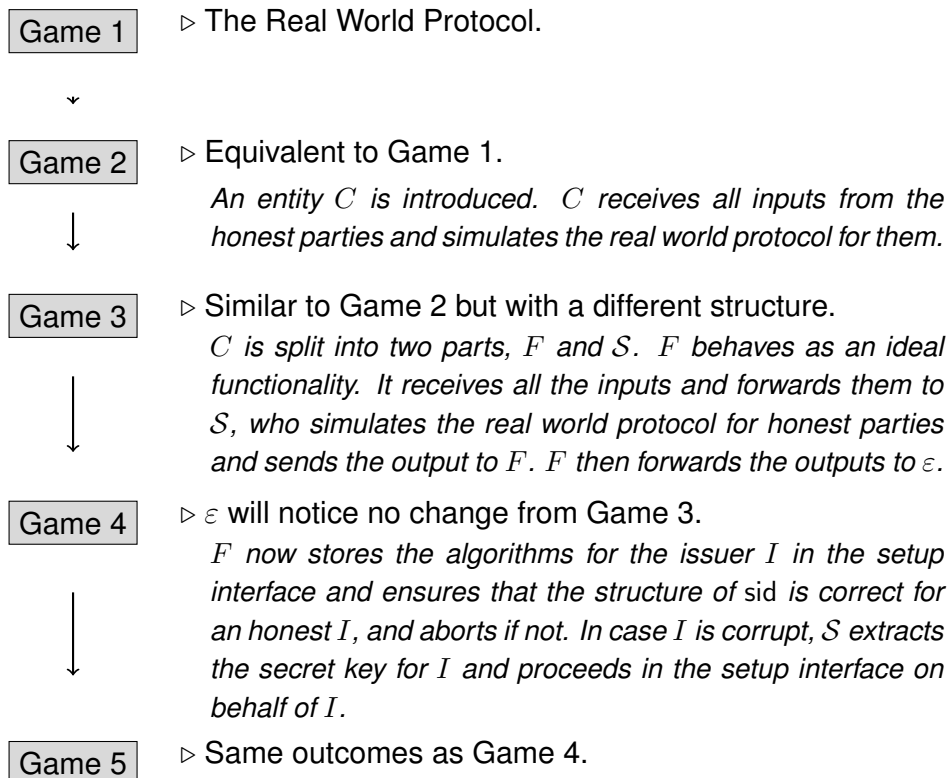 Game 1 ▷ The Real World Protocol.
Game 2 ▷ Equivalent to Game 1.
An entity C is introduced. C receives all inputs from the
honest parties and simulates the real world protocol for them.
Game 3 ▷ Similar to Game 2 but with a different structure.
C is split into two parts, F and S. F behaves as an ideal
functionality. It receives all the inputs and forwards them to
S, who simulates the real world protocol for honest parties
and sends the output to F. F then forwards the outputs to ε.
Game 4 ▷ ε will notice no change from Game 3.
F now stores the algorithms for the issuer I in the setup
interface and ensures that the structure of sid is correct for
an honest I, and aborts if not. In case I is corrupt, S extracts
the secret key for I and proceeds in the setup interface on
behalf of I.
Game 5 ▷ Same outcomes as Game 4.